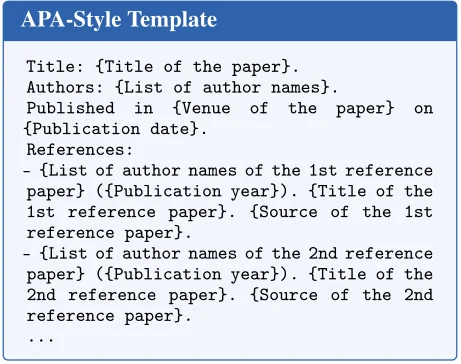 APA-Style Template
Title: {Title of the paper}.
Authors: {List of author names}.
Published in {Venue of the paper} on
{Publication date}.
References:
- {List of author names of the 1st reference
paper} ({Publication year}). {Title of the
1st reference paper}. {Source of the 1st
reference paper}.
- {List of author names of the 2nd reference
paper} ({Publication year}). {Title of the
2nd reference paper}. {Source of the 2nd
reference paper}.
...